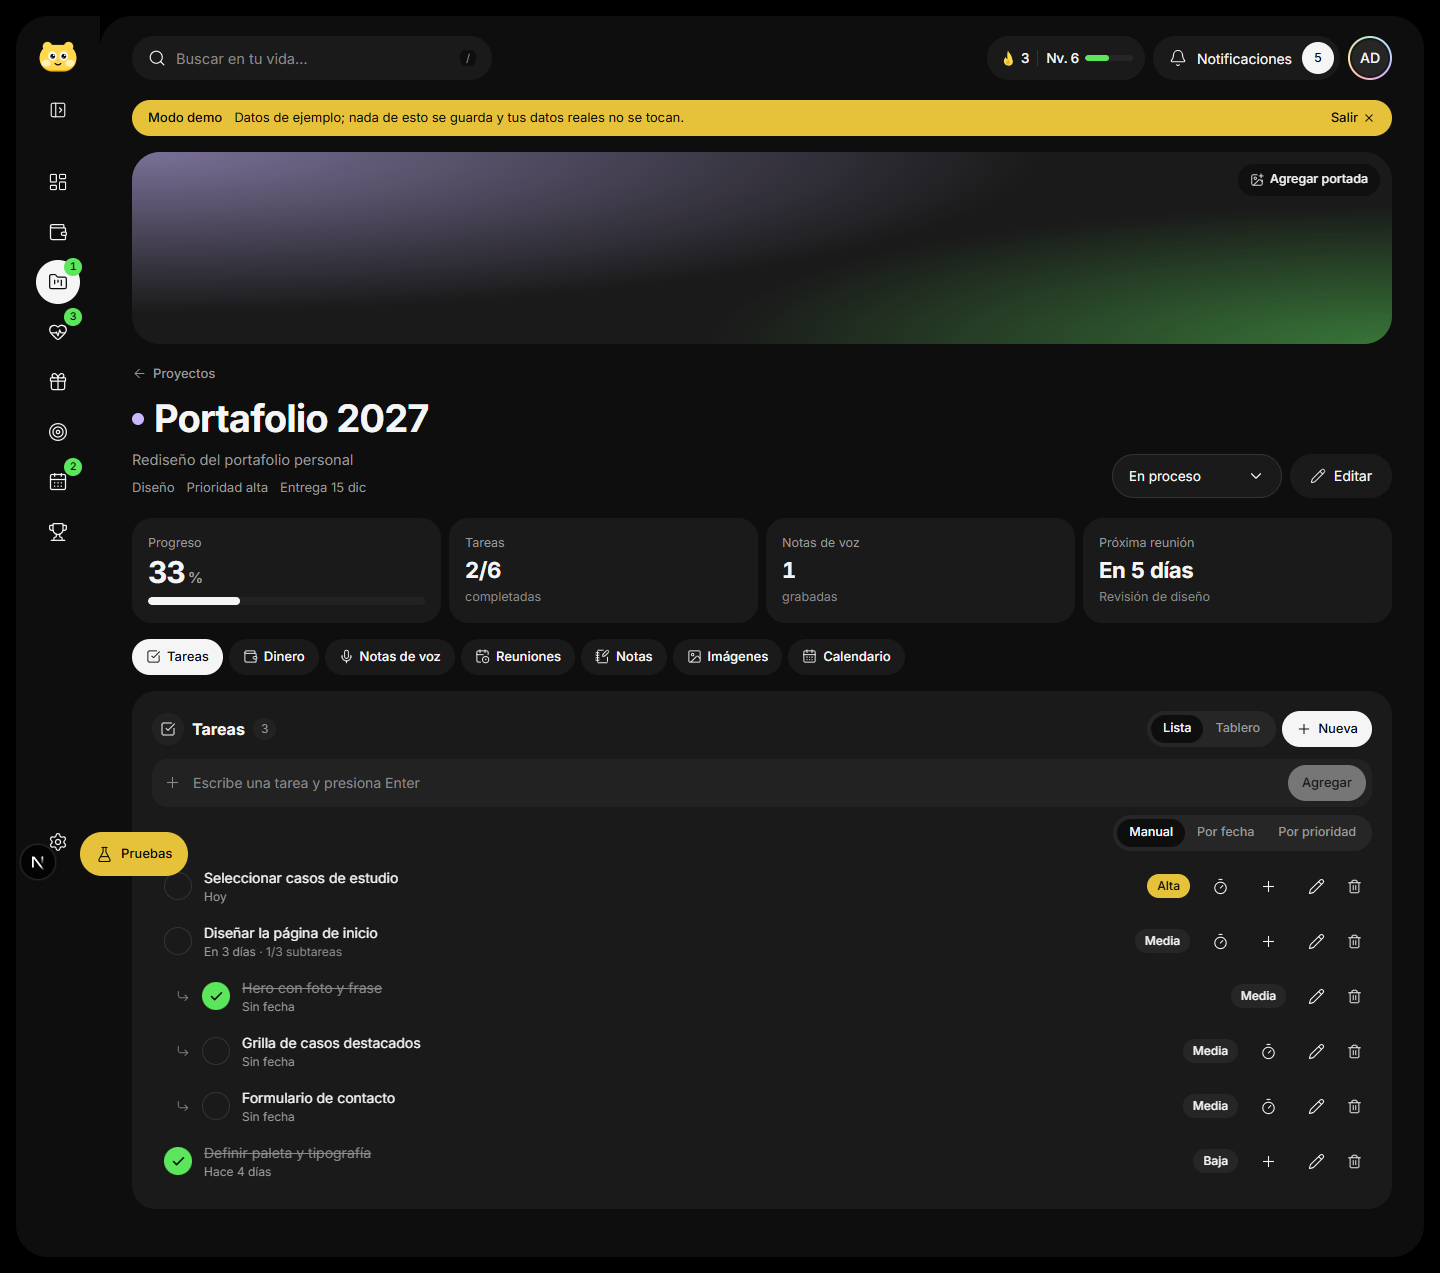 Buscar en tu vida...
/
3
Nv. 6
Notificaciones
5
AD
Modo demo Datos de ejemplo; nada de esto se guarda y tus datos reales no se tocan.
Salir
Agregar portada
1
3
2
Proyectos
Portafolio 2027
Rediseño del portafolio personal
Diseño Prioridad alta Entrega 15 dic
En proceso
Editar
Progreso
33 %
Tareas
2/6
completadas
Notas de voz
1
grabadas
Próxima reunión
En 5 días
Revisión de diseño
Tareas
Dinero
Notas de voz
Reuniones
Notas
Imágenes
Calendario
Tareas 3
Lista
Tablero
Nueva
Escribe una tarea y presiona Enter
Agregar
Manual
Por fecha
Por prioridad
N
Pruebas
Seleccionar casos de estudio
Hoy
Alta
Diseñar la página de inicio
En 3 días · 1/3 subtareas
Media
Hero con foto y frase
Sin fecha
Media
Grilla de casos destacados
Sin fecha
Media
Formulario de contacto
Sin fecha
Media
Definir paleta y tipografía
Hace 4 días
Baja